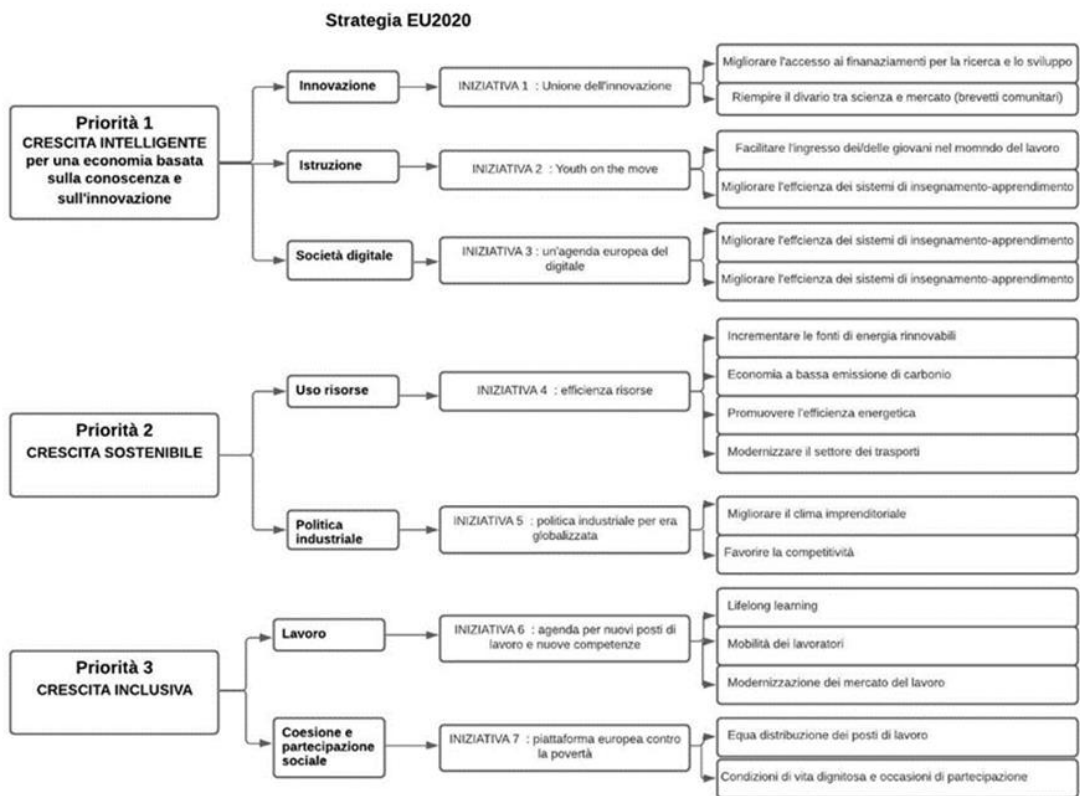 Strategia EU2020
Priorità 1
CRESCITA INTELLIGENTE
per una economia basata
sulla conoscenza e
sull'innovazione
Innovazione
INIZIATIVA 1 : Unione dell'innovazione
Migliorare l'accesso ai finanaziamenti per la ricerca e lo sviluppo
Riempire il divario tra scienza e mercato (brevetti comunitari)
Istruzione
INIZIATIVA 2 : Youth on the move
Facilitare l'ingresso dei/delle giovani nel momndo del lavoro
Migliorare l'effcienza dei sistemi di insegnamento-apprendimento
Società digitale
INIZIATIVA 3 : un'agenda europea del
digitale
Migliorare l'effcienza dei sistemi di insegnamento-apprendimento
Migliorare l'effcienza dei sistemi di insegnamento-apprendimento
Priorità 2
CRESCITA SOSTENIBILE
Uso risorse
INIZIATIVA 4 : efficienza risorse
Incrementare le fonti di energia rinnovabili
Economia a bassa emissione di carbonio
Promuovere l'efficienza energetica
Modernizzare il settore dei trasporti
Politica
industriale
INIZIATIVA 5 : politica industriale per era
globalizzata
Migliorare il clima imprenditoriale
Favorire la competitività
Priorità 3
CRESCITA INCLUSIVA
Lavoro
INIZIATIVA 6 : agenda per nuovi posti di
lavoro e nuove competenze
Lifelong learning
Mobilità dei lavoratori
Modernizzazione dei mercato del lavoro
Coesione e
partecipazione
sociale
INIZIATIVA 7 : piattaforma europea contro
la povertà
Equa distribuzione dei posti di lavoro
Condizioni di vita dignitosa e occasioni di partecipazione